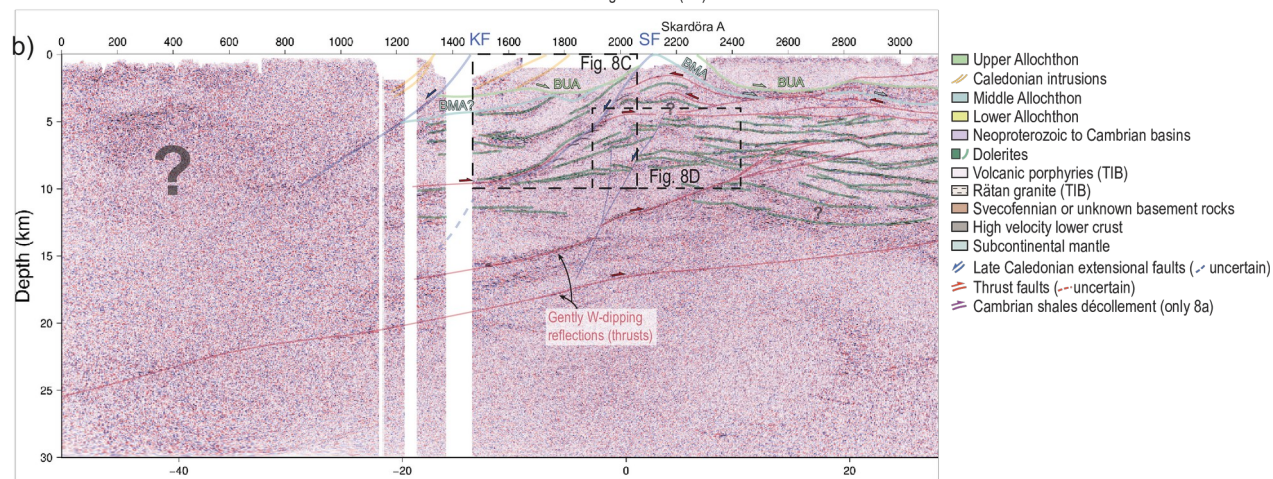 Skardöra A
b)
0 200 400 600 800 1000 1200 1400 KF 1600 1800 2000 SF 2200 2400 2600 2800 3000
Fig. 8C
BUA
BMA
BUA
BMA?
?
Fig. 8D
?
Gently W-dipping
reflections (thrusts)
Depth (km)
0
5
10
15
20
25
30
−40 −20 0 20
Upper Allochthon
Caledonian intrusions
Middle Allochthon
Lower Allochthon
Neoproterozoic to Cambrian basins
Dolerites
Volcanic porphyries (TIB)
Rätan granite (TIB)
Svecofennian or unknown basement rocks
High velocity lower crust
Subcontinental mantle
Late Caledonian extensional faults ( uncertain)
Thrust faults ( uncertain)
Cambrian shales décollement (only 8a)